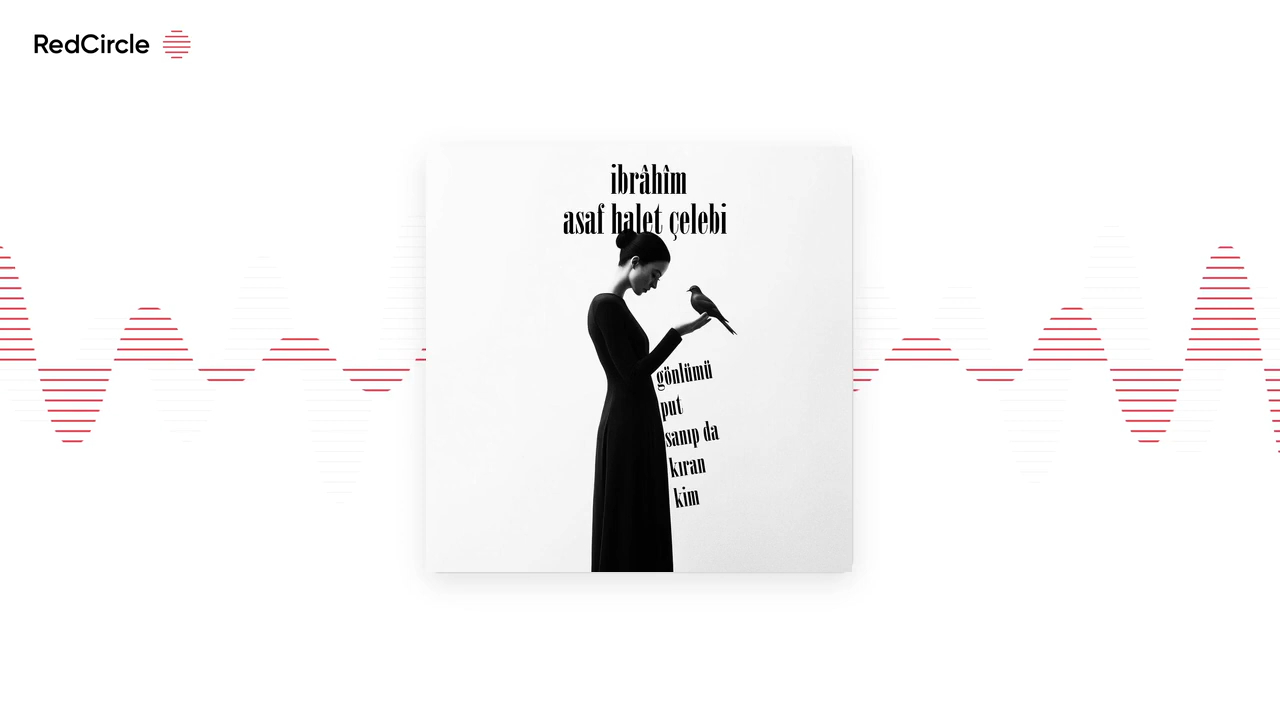 RedCircle
ibrâhîm
asaf halet çelebi
gönlümü
put
sanıp da
kıran
kim